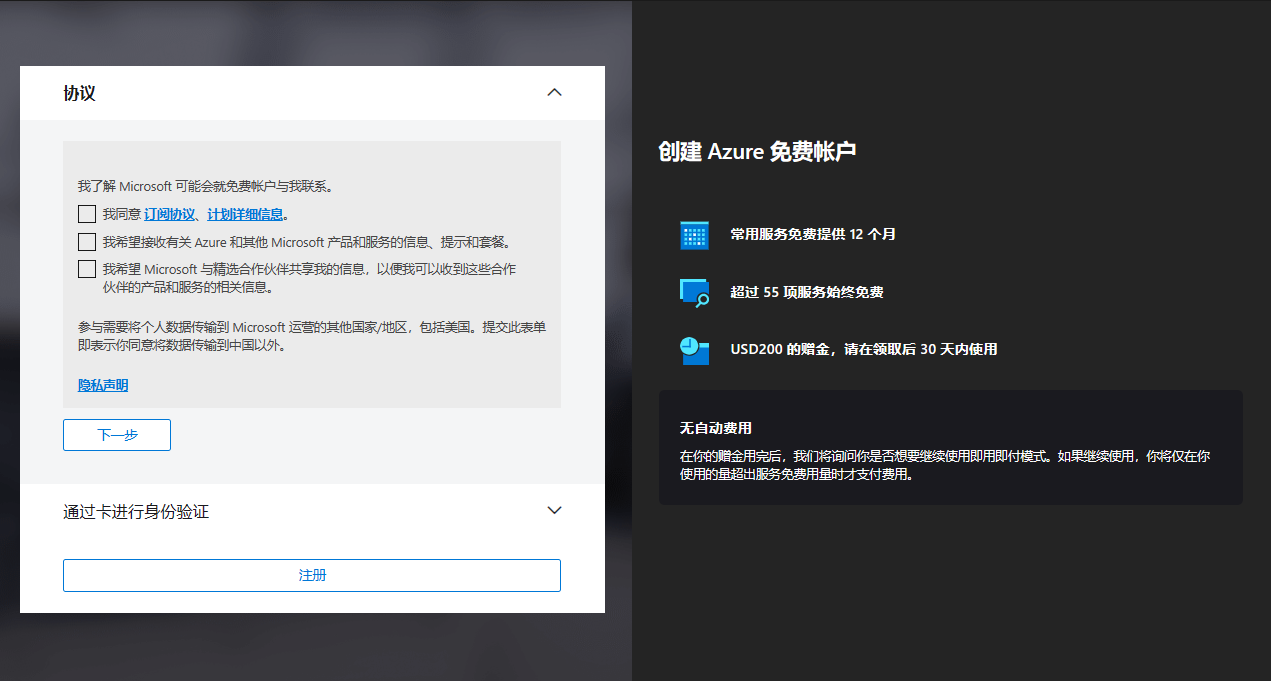 协议
我了解 Microsoft 可能会就免费帐户与我联系。
我同意 订阅协议、计划详细信息。
我希望接收有关 Azure 和其他 Microsoft 产品和服务的信息、提示和套餐。
我希望 Microsoft 与精选合作伙伴共享我的信息，以便我可以收到这些合作
伙伴的产品和服务的相关信息。
参与需要将个人数据传输到 Microsoft 运营的其他国家/地区，包括美国。提交此表单
即表示你同意将数据传输到中国以外。
隐私声明
下一步
通过卡进行身份验证
注册
创建 Azure 免费帐户
常用服务免费提供 12 个月
超过 55 项服务始终免费
USD200 的赠金，请在领取后 30 天内使用
无自动费用
在你的赠金用完后，我们将询问你是否想要继续使用即用即付模式。如果继续使用，你将仅在你
使用的量超出服务免费用量时才支付费用。